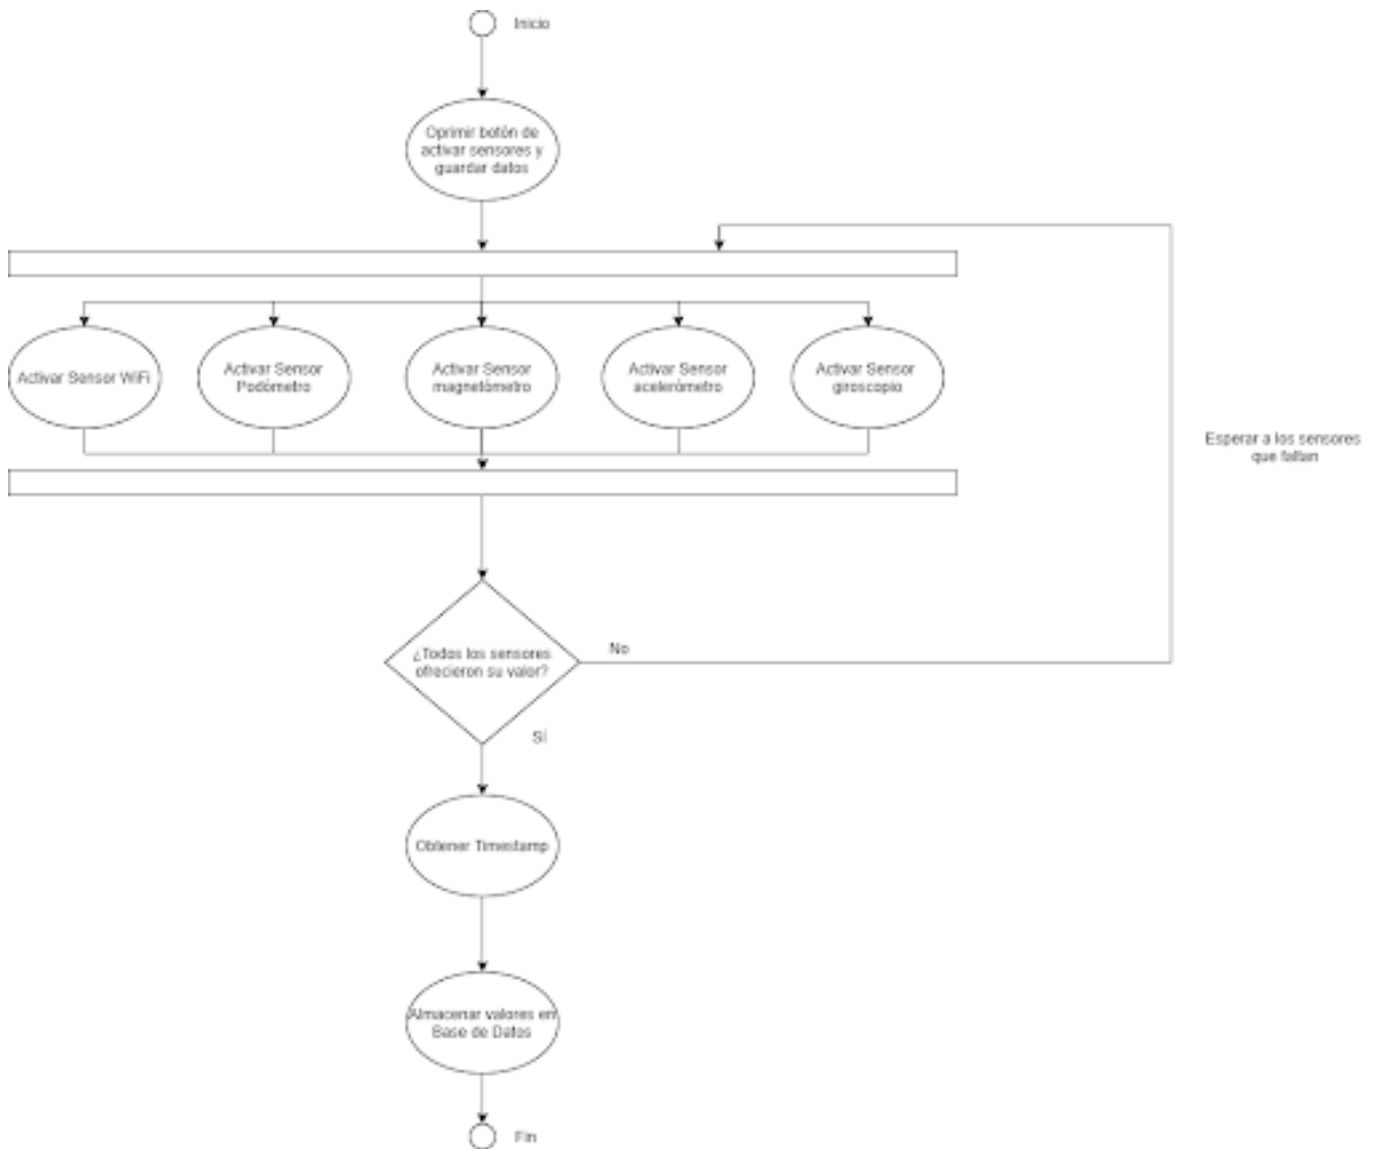 Inicio
Oprimir botón de
activar sensores y
guardar datos
Activar Sensor WiFi
Activar Sensor
Podómetro
Activar Sensor
magnetómetro
Activar Sensor
acelerómetro
Activar Sensor
giroscopio
Esperar a los sensores
que faltan
¿Todos los sensores
ofrecieron su valor?
No
Sí
Obtener Timestamp
Almacenar valores en
Base de Datos
Fin